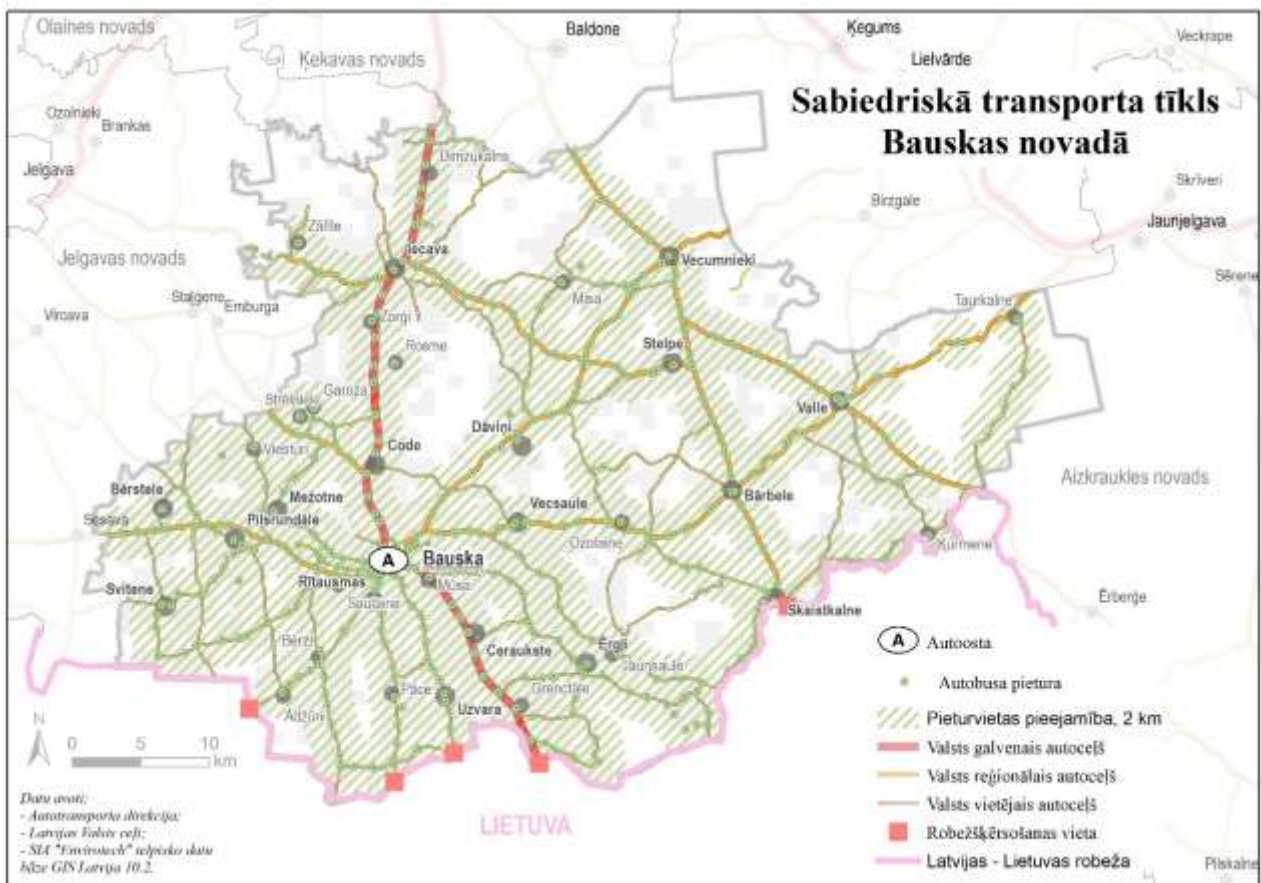 Olaines novads
Ķekavas novads
Baldone
Ķegums
Lielvārde
Veckrape
Sabiedriskā transporta tīkls
Bauskas novadā
Ozolnieki
Brankas
Jelgava
Dimzukalns
Birzgale
Skrīveri
Jaunjelgava
Sērene
Zālīte
Iecava
Vecumnieki
Jelgavas novads
Staļģene
Emburga
Vircava
Misa
Taurkalne
Zorģi
Rosme
Stelpe
Garoza
Strēlnieki
Valle
Code
Dāviņi
Viesturi
Bērstele
Mežotne
Vecsaule
Bārbele
Aizkraukles novads
Sesava
Pilsrundāle
Ozolaine
Kurmene
A
Bauska
Svitene
Rītausmas
Mūsa
Saulaine
Skaistkalne
Ērberģe
Bērzi
Ceraukste
Ērgļi
Jaunsaule
A Autoosta
Pāce
Grenctāle
Autobusa pietura
Adžūni
Uzvara
N
Pieturvietas pieejamība, 2 km
0 5 10
km
Valsts galvenais autoceļš
Valsts reģionālais autoceļš
Valsts vietējais autoceļš
Datu avoti:
- Autotransporta direkcija;
- Latvijas Valsts ceļi;
- SIA "Envirotech" telpisko datu
bāze GIS Latvija 10.2.
LIETUVA
Robežšķērsošanas vieta
Latvijas - Lietuvas robeža
Pilskalne